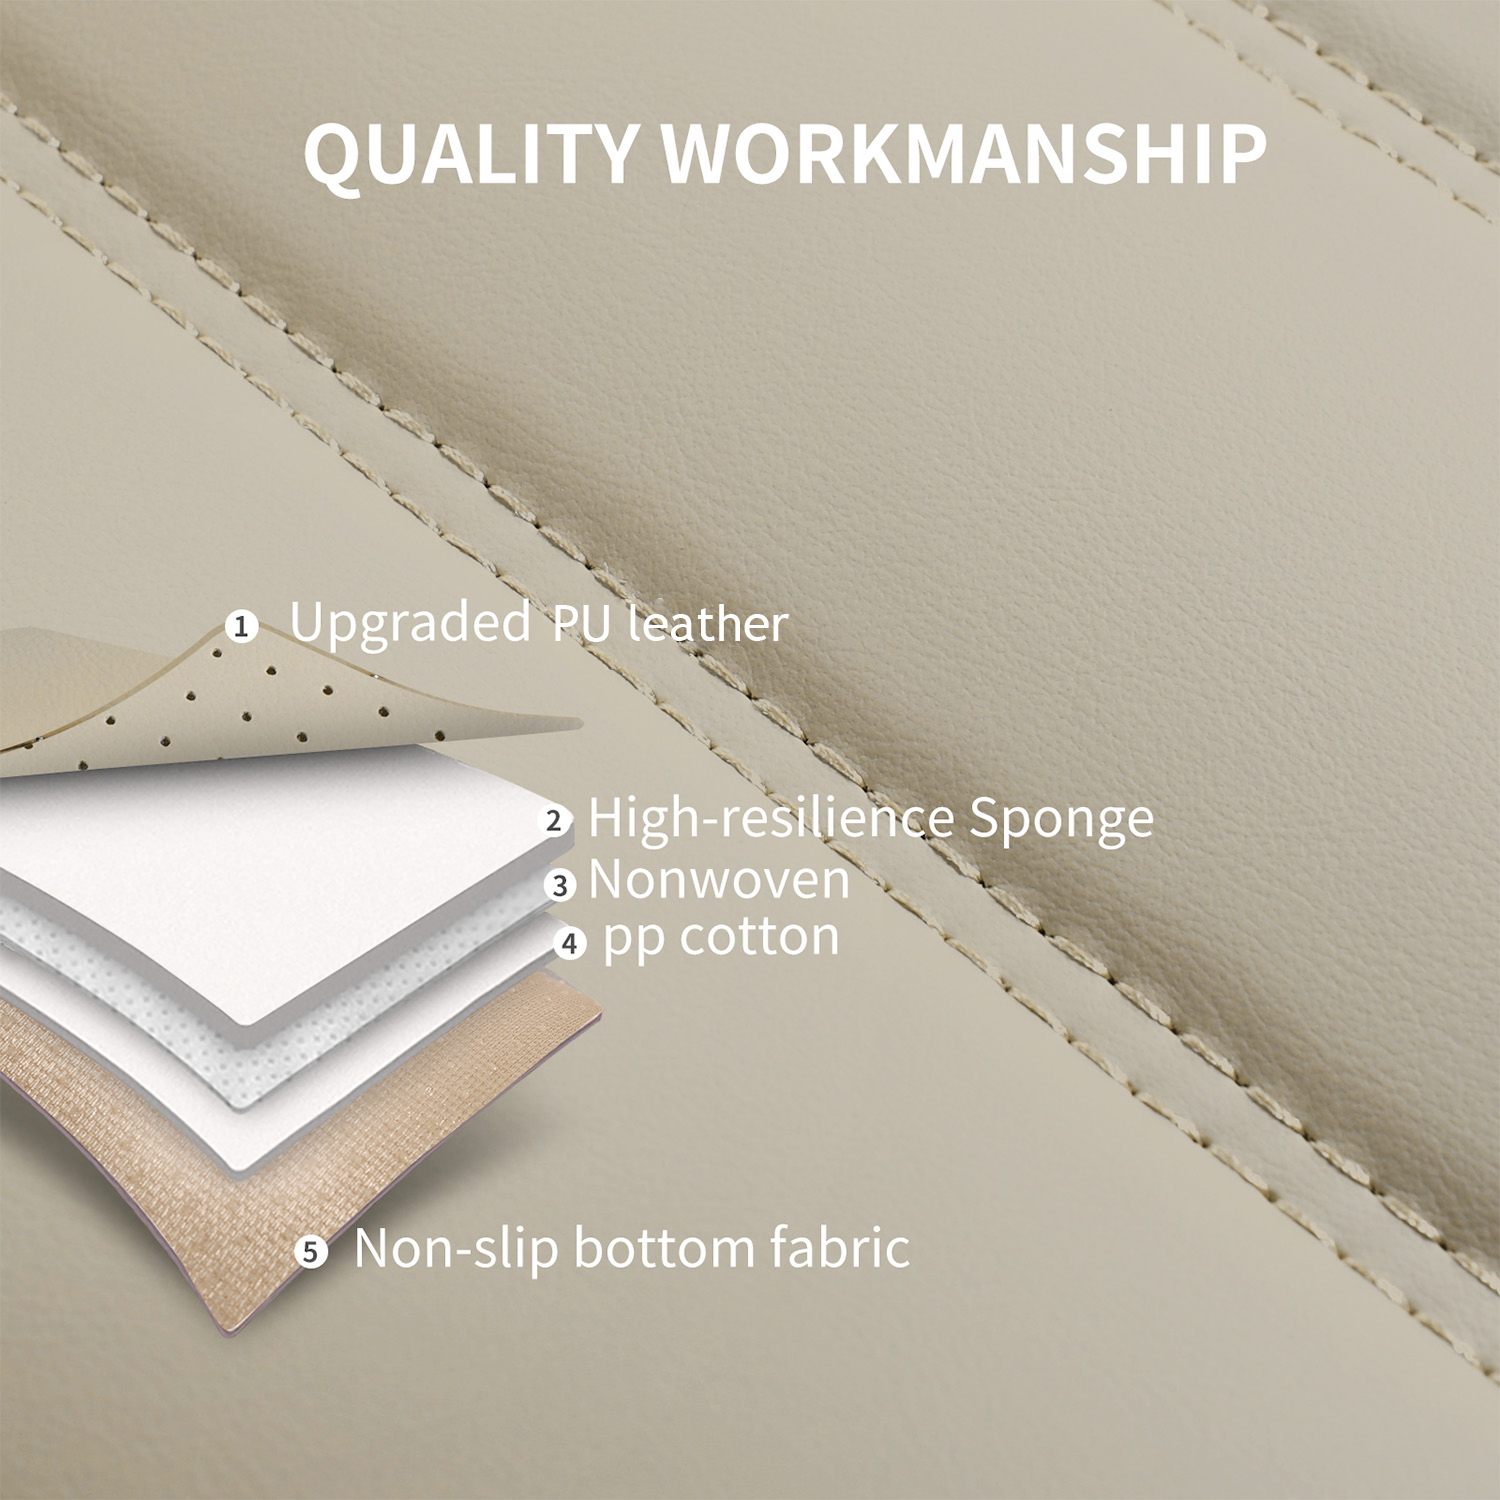 QUALITY WORKMANSHIP
1 Upgraded PU leather
2 High-resilience Sponge
3 Nonwoven
4 pp cotton
5 Non-slip bottom fabric